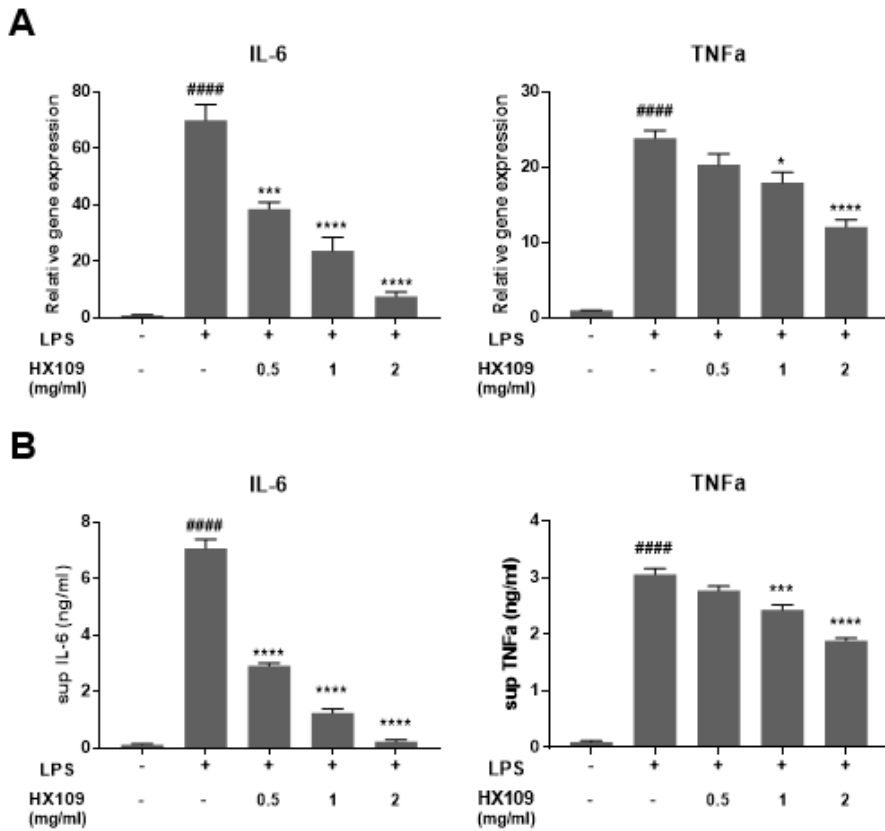 A
IL-6
Relative gene expression
80
60
40
20
0
####
***
****
****
LPS - + + + +
HX109 - - 0.5 1 2
(mg/ml)
TNFa
Relative gene expression
30
20
10
0
####
*
****
LPS - + + + +
HX109 - - 0.5 1 2
(mg/ml)
B
IL-6
sup IL-6 (ng/ml)
8
6
4
2
0
####
****
****
****
LPS - + + + +
HX109 - - 0.5 1 2
(mg/ml)
TNFa
sup TNFa (ng/ml)
4
3
2
1
0
####
***
****
LPS - + + + +
HX109 - - 0.5 1 2
(mg/ml)